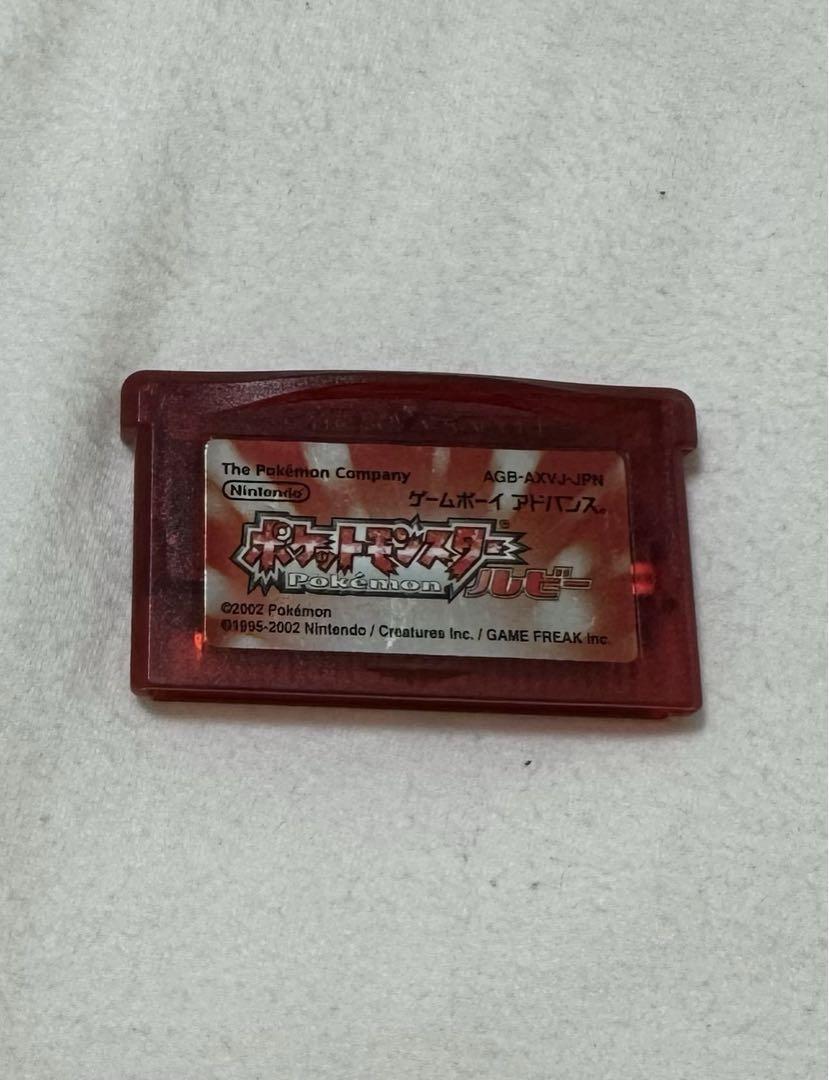 The Pokémon Company
AGB-AXVJ-JPN
Nintendo
ゲームボーイ アドバンス。
ポケットモンスター
®
Pokémon
ルビー
©2002 Pokémon
©1995-2002 Nintendo / Creatures Inc. / GAME FREAK Inc.